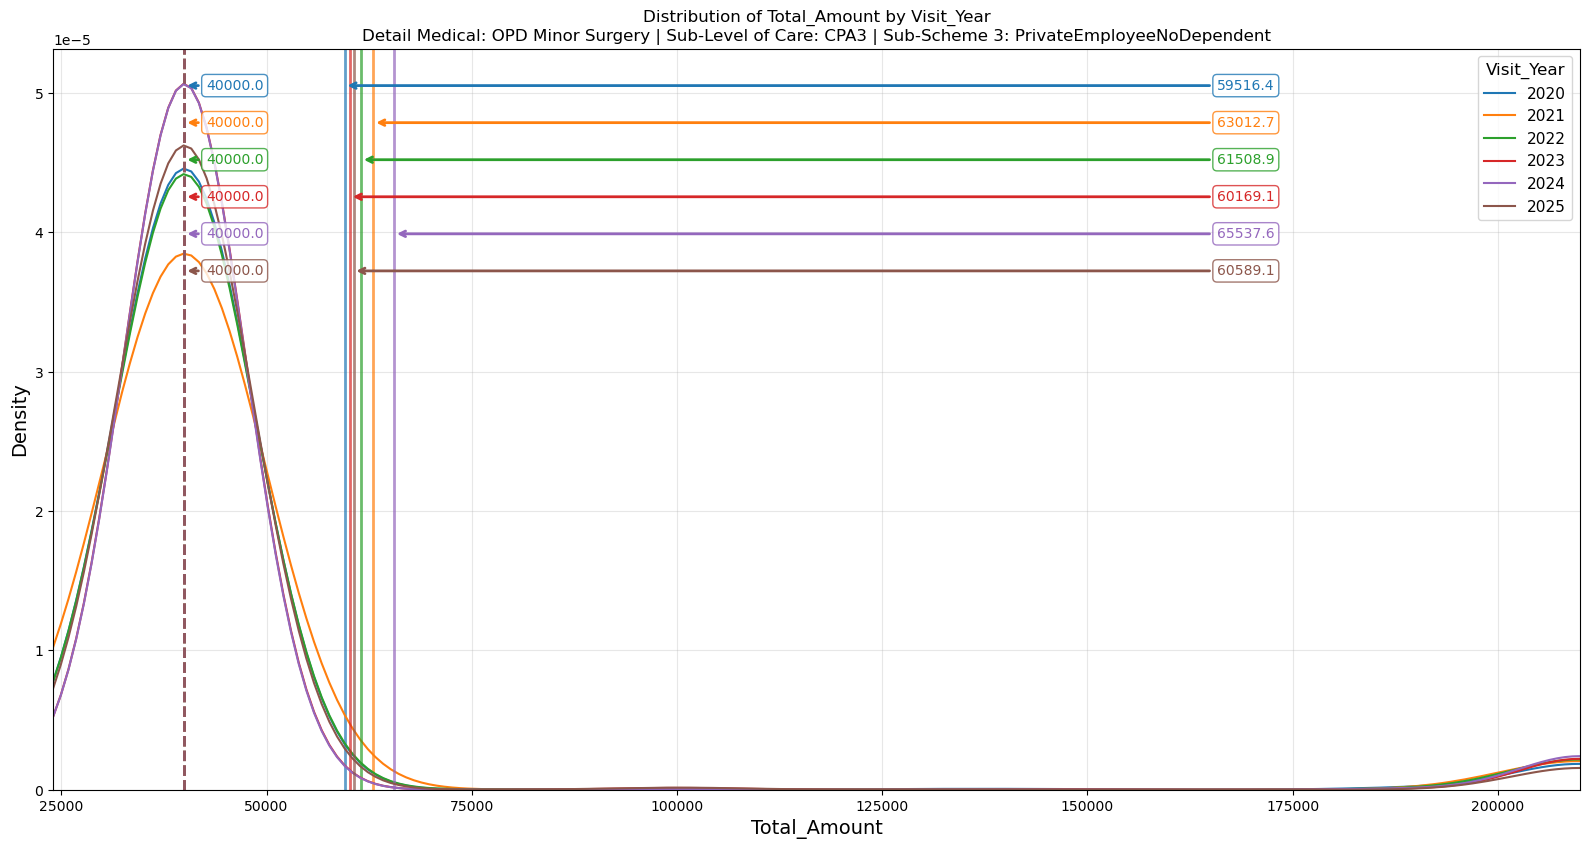 Distribution of Total_Amount by Visit_Year
Detail Medical: OPD Minor Surgery | Sub-Level of Care: CPA3 | Sub-Scheme 3: PrivateEmployeeNoDependent
1e−5
Visit_Year
2020
2021
2022
2023
2024
2025
40000.0 59516.4
40000.0 63012.7
40000.0 61508.9
40000.0 60169.1
40000.0 65537.6
40000.0 60589.1
5
4
3
2
1
0
Density
25000 50000 75000 100000 125000 150000 175000 200000
Total_Amount